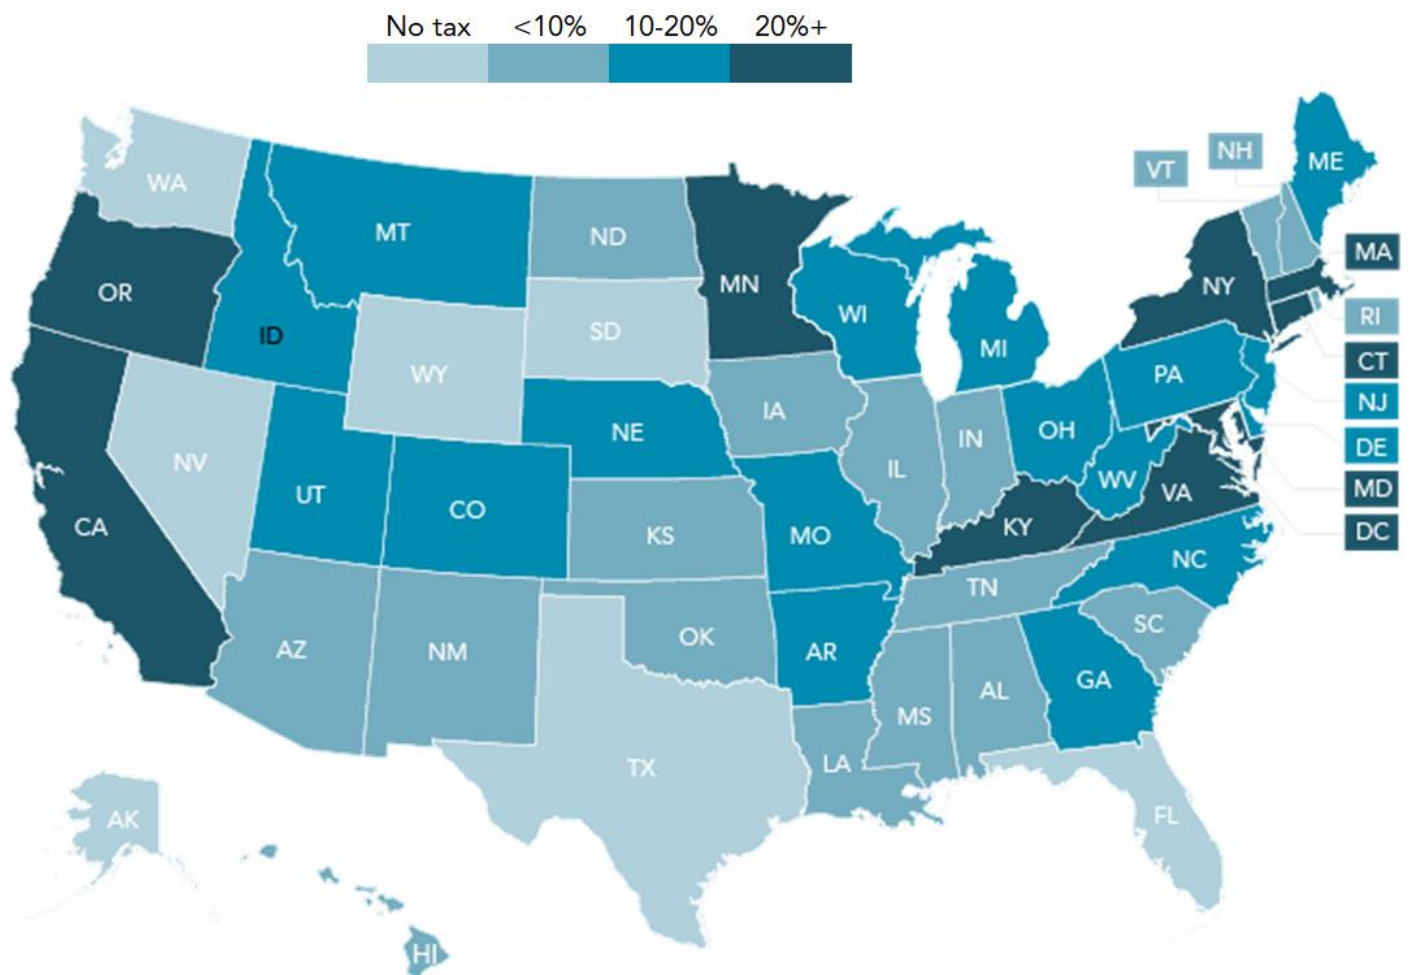 No tax <10% 10-20% 20%+
NH
VT
ME
WA
MT
ND
MN
MA
OR
NY
ID
SD
WI
RI
MI
WY
CT
PA
IA
NJ
NE
OH
IN
DE
NV
IL
WV
UT
MD
VA
CO
CA
KY
DC
KS
MO
NC
TN
SC
OK
AZ
NM
AR
GA
AL
MS
LA
TX
FL
AK
HI